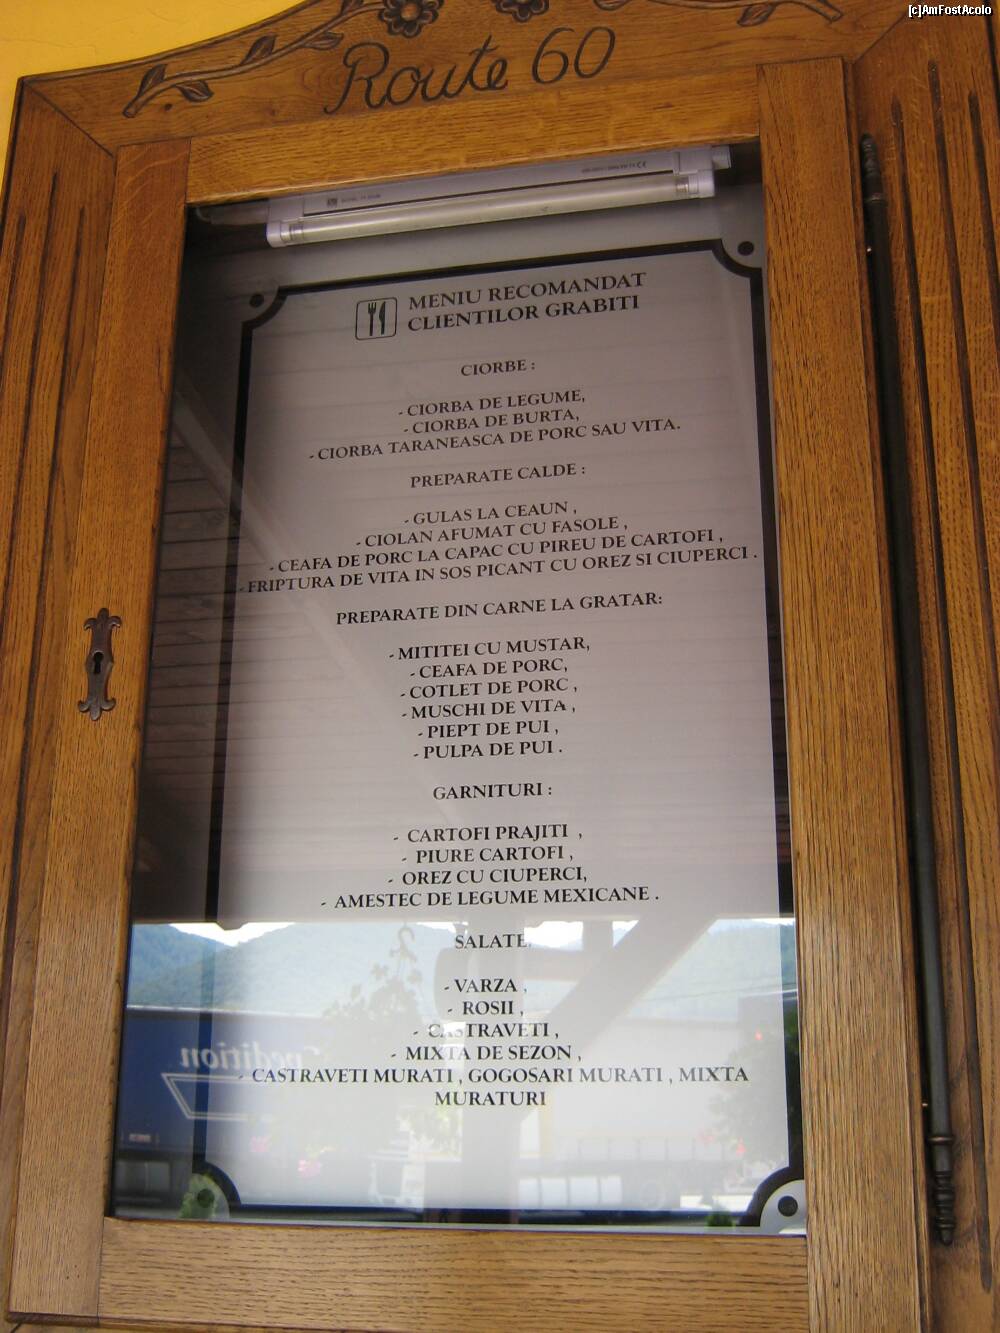 [c]AmFostAcolo
Route 60
MENIU RECOMANDAT
CLIENTILOR GRABITI
CIORBE :
- CIORBA DE LEGUME,
- CIORBA DE BURTA,
- CIORBA TARANEASCA DE PORC SAU VITA.
PREPARATE CALDE :
- GULAS LA CEAUN ,
- CIOLAN AFUMAT CU FASOLE ,
- CEAFA DE PORC LA CAPAC CU PIREU DE CARTOFI ,
- FRIPTURA DE VITA IN SOS PICANT CU OREZ SI CIUPERCI .
PREPARATE DIN CARNE LA GRATAR:
- MITITEI CU MUSTAR,
- CEAFA DE PORC,
- COTLET DE PORC ,
- MUSCHI DE VITA ,
- PIEPT DE PUI ,
- PULPA DE PUI .
GARNITURI :
- CARTOFI PRAJITI ,
- PIURE CARTOFI ,
- OREZ CU CIUPERCI,
- AMESTEC DE LEGUME MEXICANE .
SALATE
- VARZA ,
- ROSII ,
- CASTRAVETI ,
- MIXTA DE SEZON ,
- CASTRAVETI MURATI , GOGOSARI MURATI , MIXTA
MURATURI